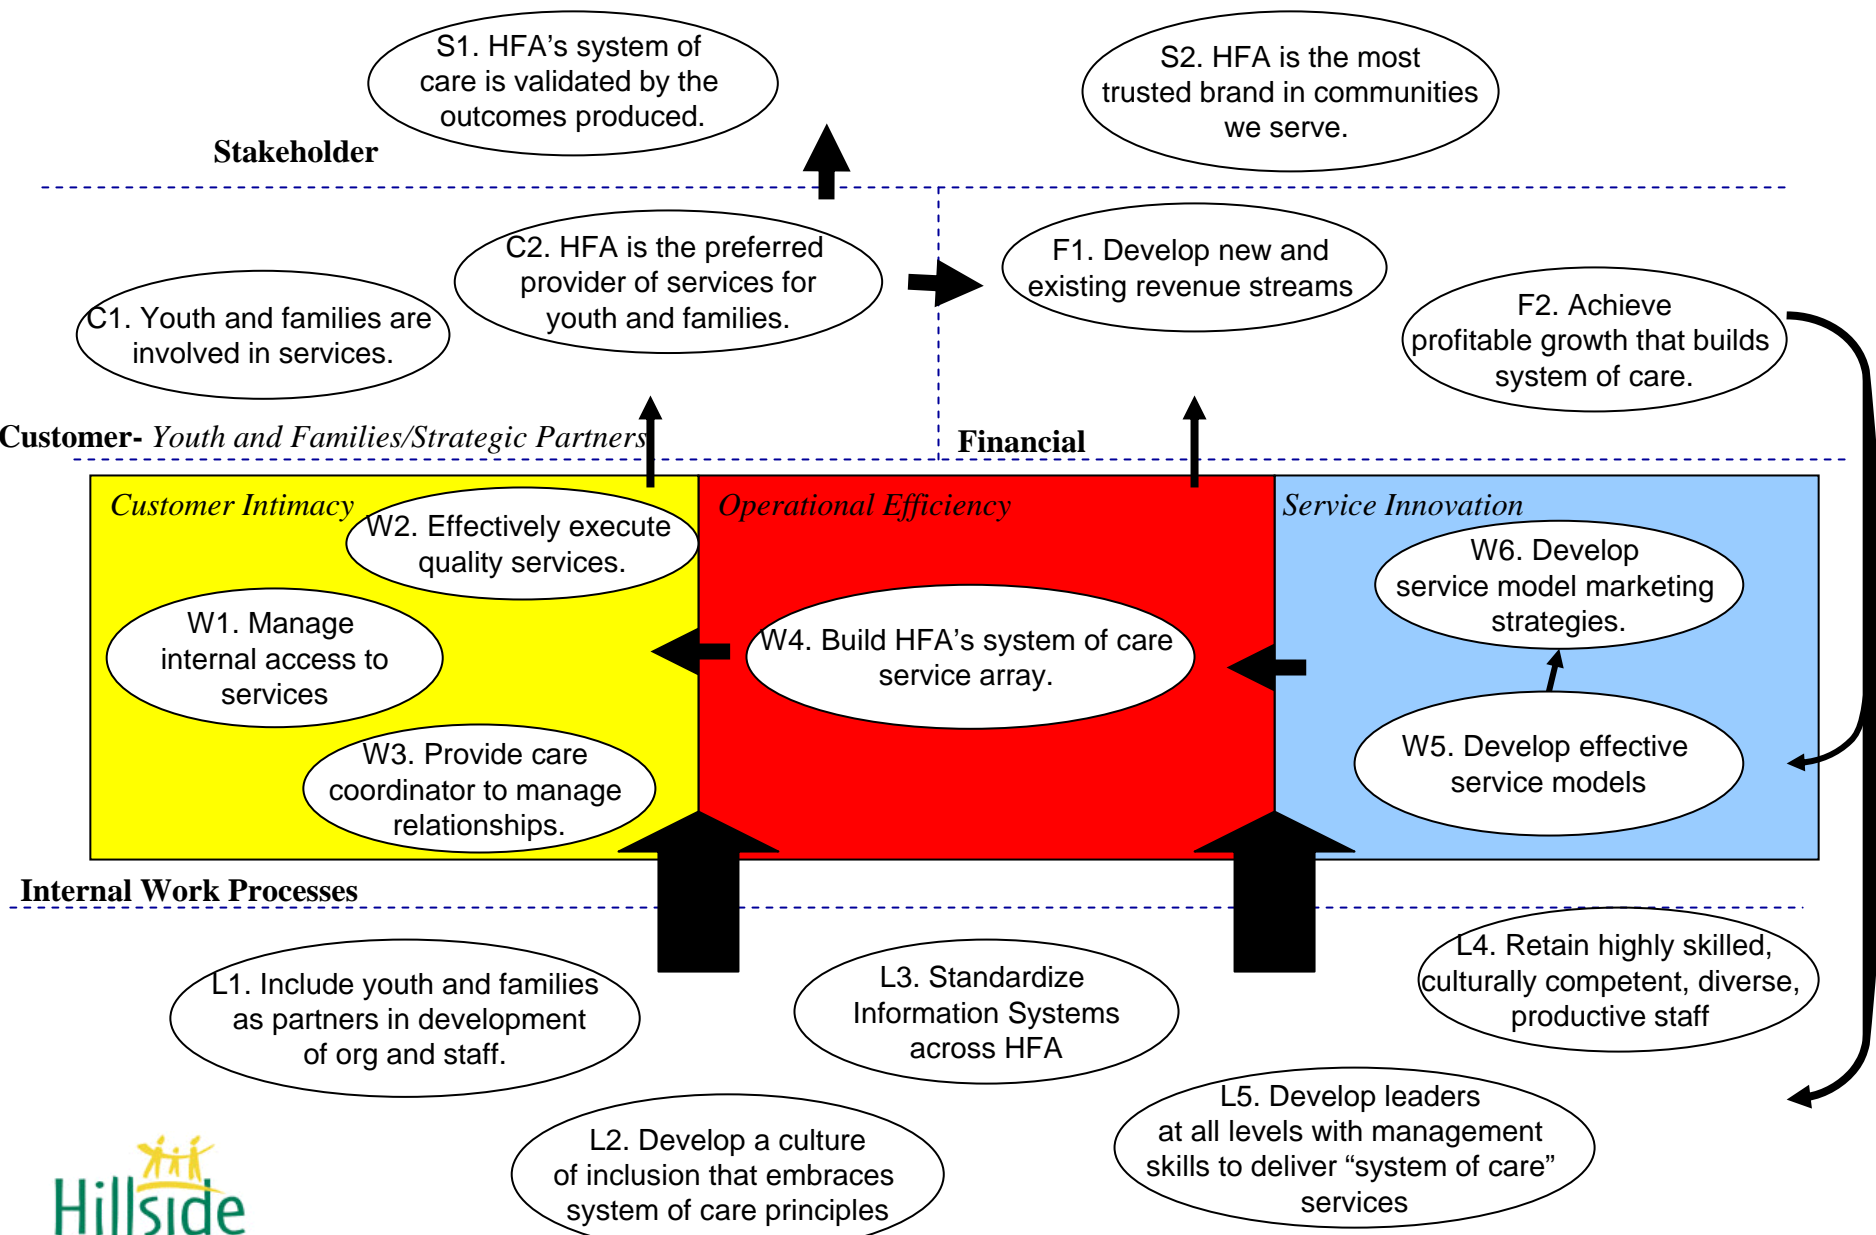 S1. HFA’s system of
care is validated by the
outcomes produced.
S2. HFA is the most
trusted brand in communities
we serve.
Stakeholder
C1. Youth and families are
involved in services.
C2. HFA is the preferred
provider of services for
youth and families.
F1. Develop new and
existing revenue streams
F2. Achieve
profitable growth that builds
system of care.
Customer- Youth and Families/Strategic Partners
Financial
Customer Intimacy
W2. Effectively execute
quality services.
W1. Manage
internal access to
services
W3. Provide care
coordinator to manage
relationships.
Operational Efficiency
W4. Build HFA’s system of care
service array.
Service Innovation
W6. Develop
service model marketing
strategies.
W5. Develop effective
service models
Internal Work Processes
L1. Include youth and families
as partners in development
of org and staff.
L3. Standardize
Information Systems
across HFA
L4. Retain highly skilled,
culturally competent, diverse,
productive staff
L2. Develop a culture
of inclusion that embraces
system of care principles
L5. Develop leaders
at all levels with management
skills to deliver “system of care”
services
Hillside